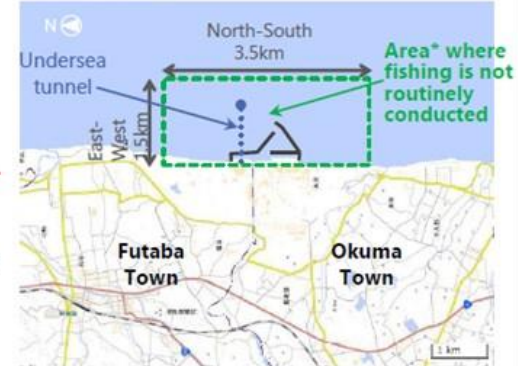 N
North-South
3.5km
Undersea
tunnel
Area* where
fishing is not
routinely
conducted
East-
West
1.5km
Futaba
Town
Okuma
Town
1 km